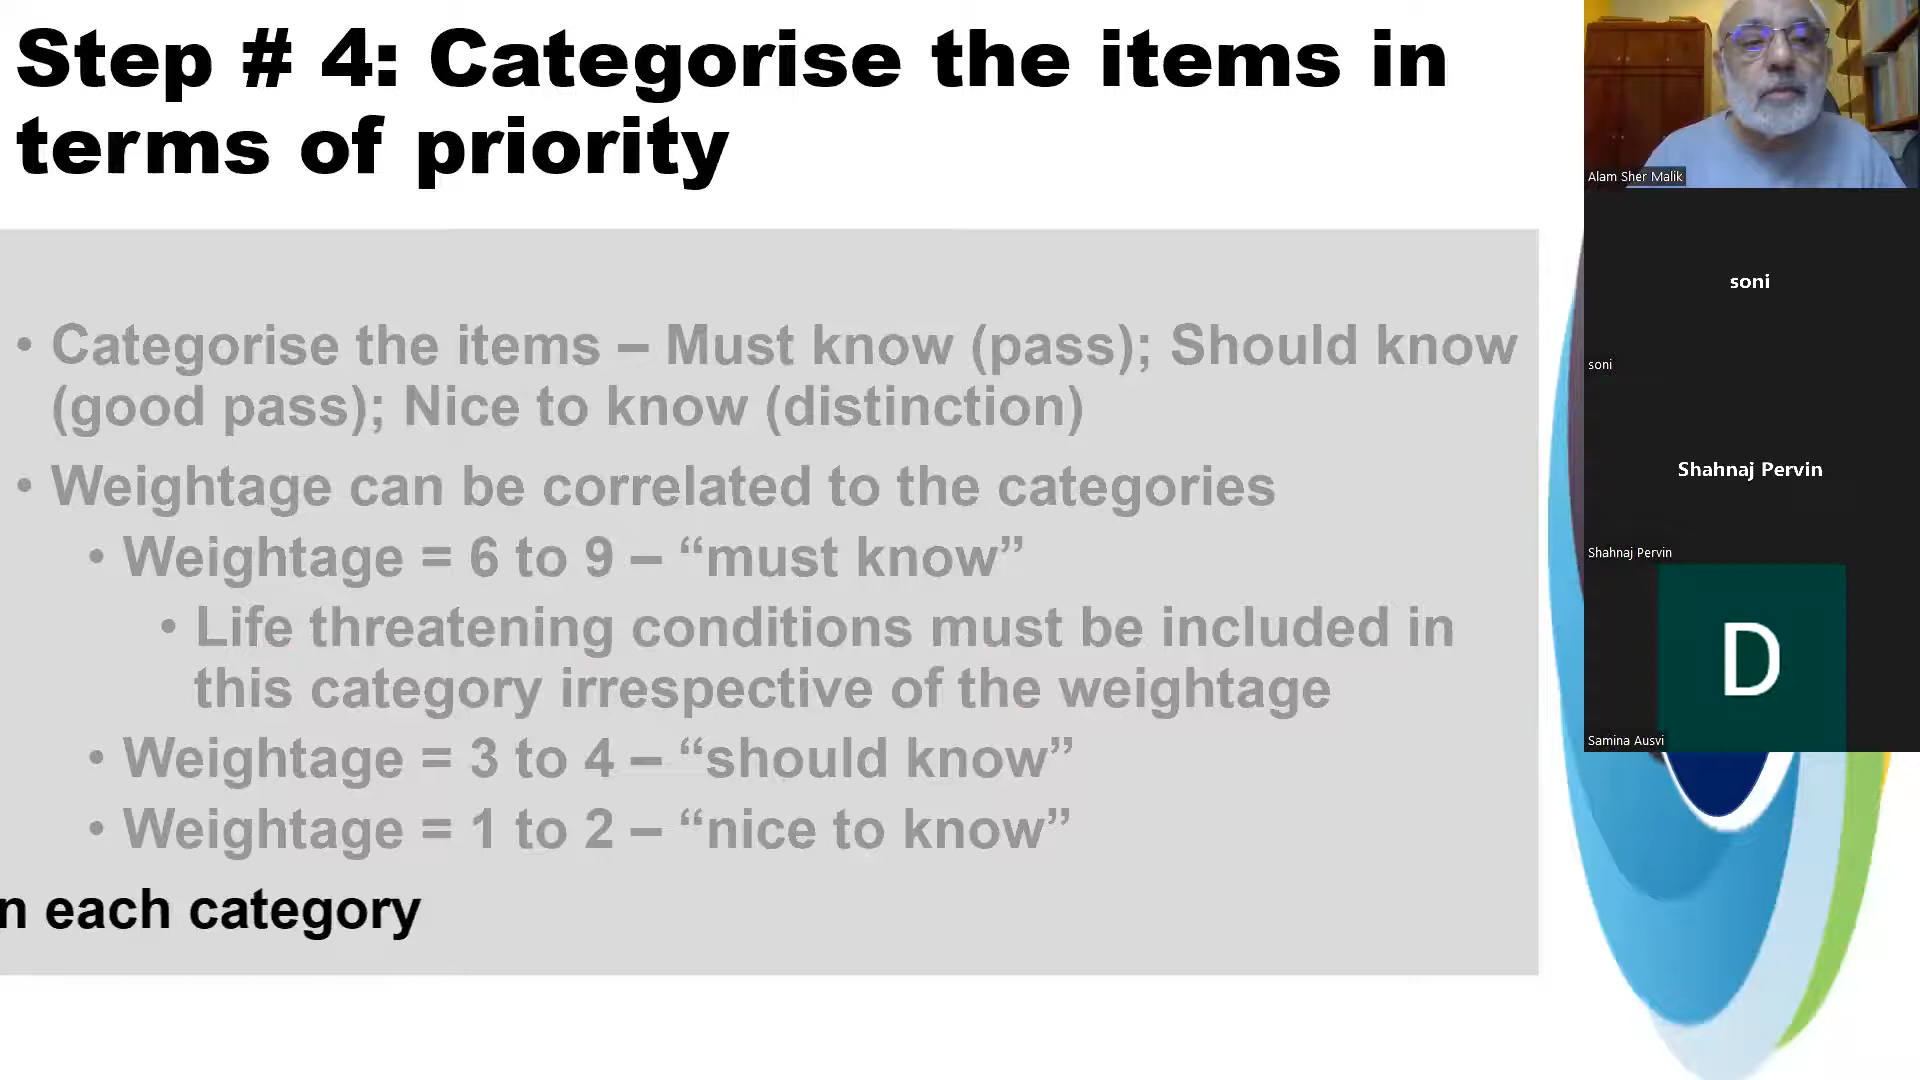 Step # 4: Categorise the items in
terms of priority
• Categorise the items – Must know (pass); Should know
(good pass); Nice to know (distinction)
• Weightage can be correlated to the categories
• Weightage = 6 to 9 – “must know”
• Life threatening conditions must be included in
this category irrespective of the weightage
• Weightage = 3 to 4 – “should know”
• Weightage = 1 to 2 – “nice to know”
n each category
Alam Sher Malik
soni
soni
Shahnaj Pervin
Shahnaj Pervin
D
Samina Ausvi